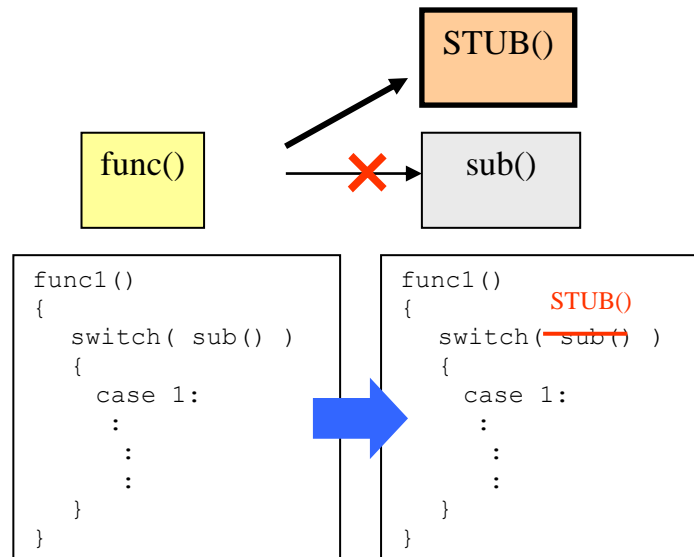 STUB()
func()
sub()
func1()
{
switch( sub() )
{
case 1:
:
:
:
}
}
func1()
STUB()
{
switch( sub() )
{
case 1:
:
:
:
}
}